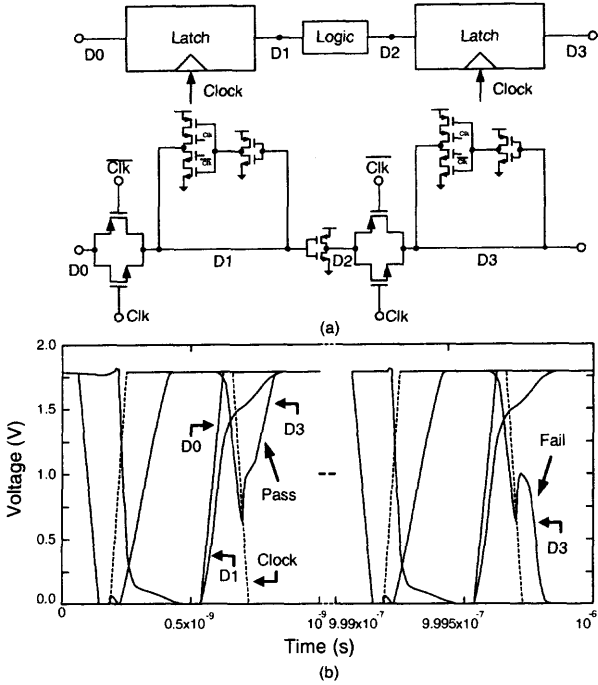 Latch
Logic
Latch
D0
D1
D2
D3
Clock
Clock
Clk
Clk
D0
D1
D2
D3
Clk
Clk
(a)
Voltage (V)
2.0
1.5
1.0
0.5
0.0
D0
D3
Pass
D1
Clock
Fail
D3
0 0.5x10⁻⁹ 10⁻⁹ 9.99x10⁻⁷ 9.995x10⁻⁷ 10⁻⁶
Time (s)
(b)